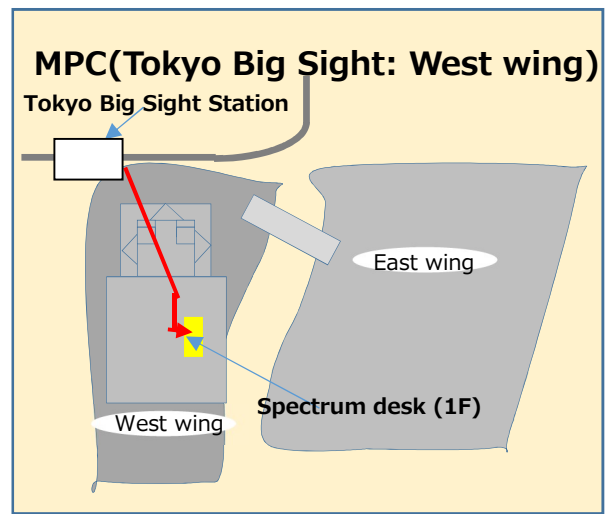 MPC(Tokyo Big Sight: West wing)
Tokyo Big Sight Station
East wing
Spectrum desk (1F)
West wing